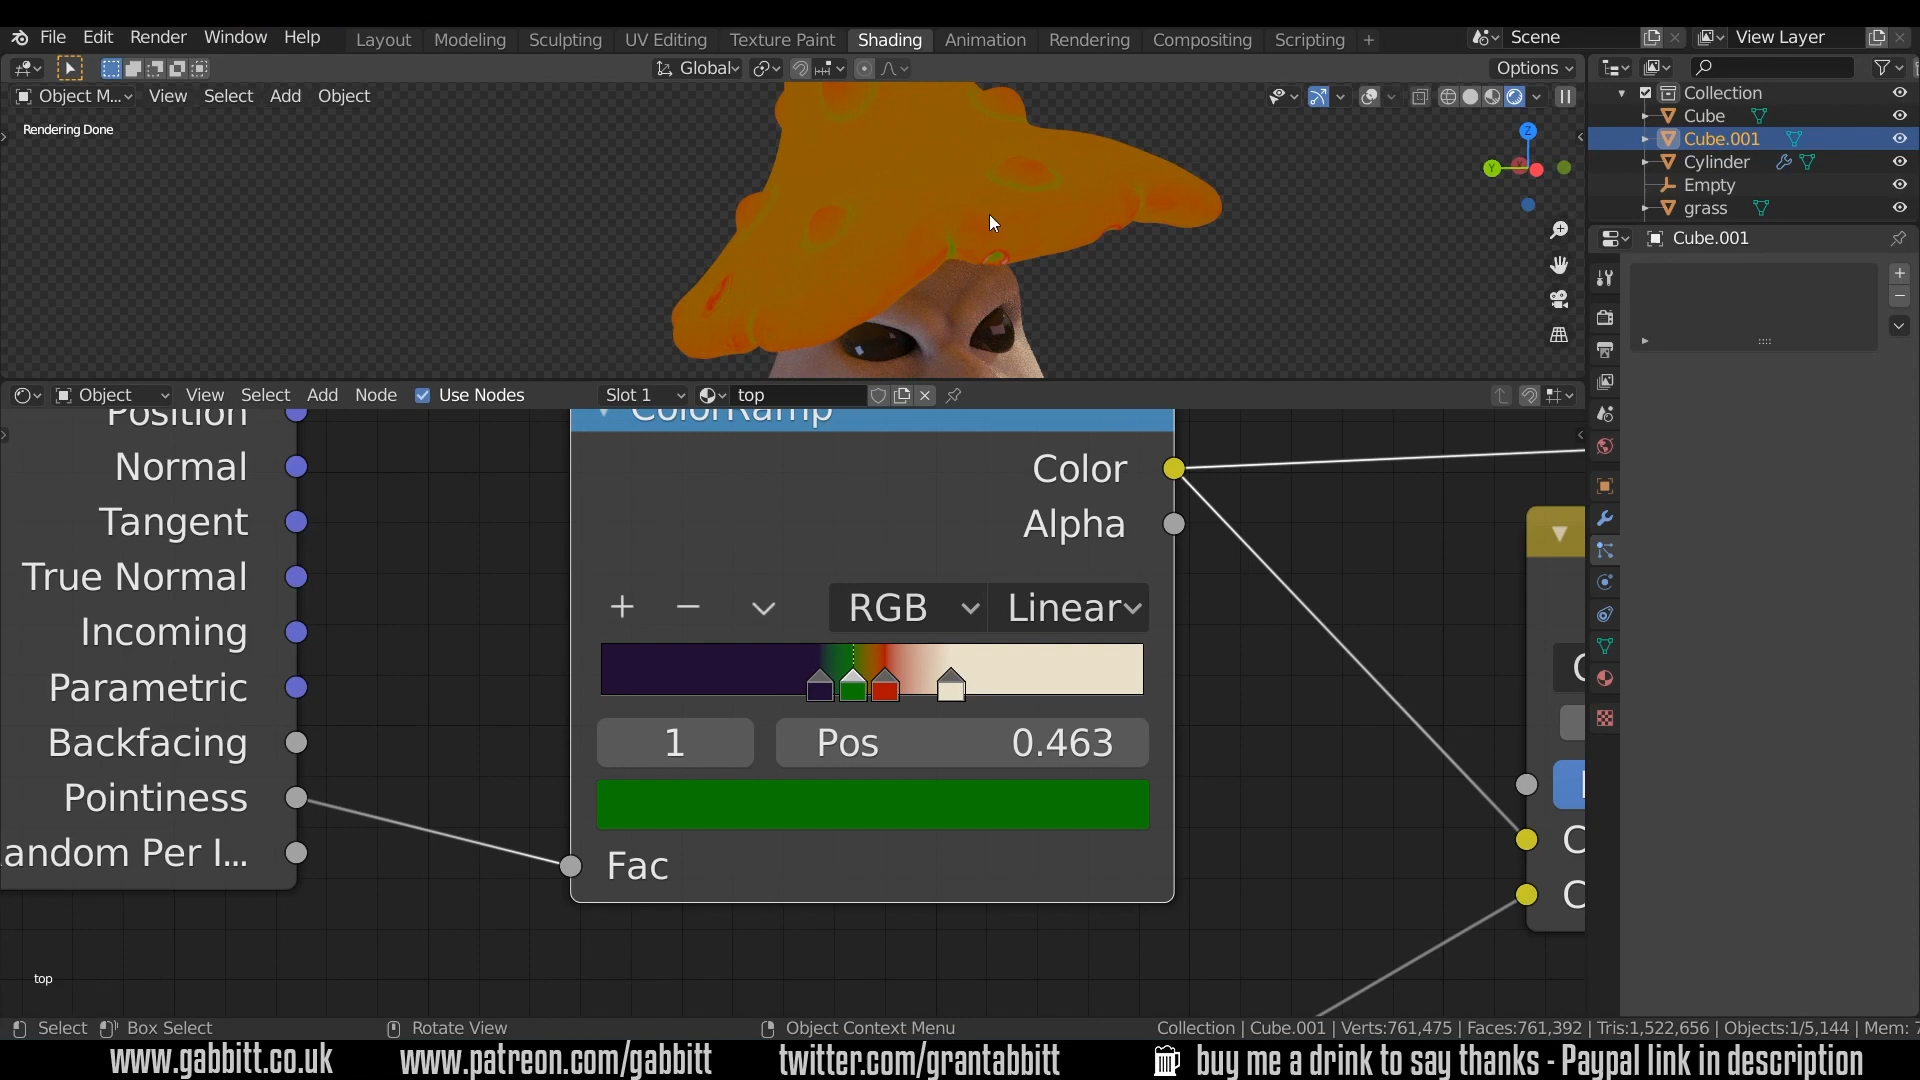 File Edit Render Window Help Layout Modeling Sculpting UV Editing Texture Paint Shading Animation Rendering Compositing Scripting + Scene View Layer
Global Options
Object M... View Select Add Object
Collection
Rendering Done
Cube
Cube.001
Cylinder
Empty
grass
Cube.001
Z
Y
Object View Select Add Node Use Nodes Slot 1 top
Position
Normal
Tangent
True Normal
Incoming
Parametric
Backfacing
Pointiness
andom Per I...
ColorRamp
Color
Alpha
RGB Linear
1 Pos 0.463
Fac
C
C
C
top
Select Box Select Rotate View Object Context Menu Collection | Cube.001 | Verts:761,475 | Faces:761,392 | Tris:1,522,656 | Objects:1/5,144 | Mem: 7
www.gabbitt.co.uk www.patreon.com/gabbitt twitter.com/grantabbitt buy me a drink to say thanks - Paypal link in description